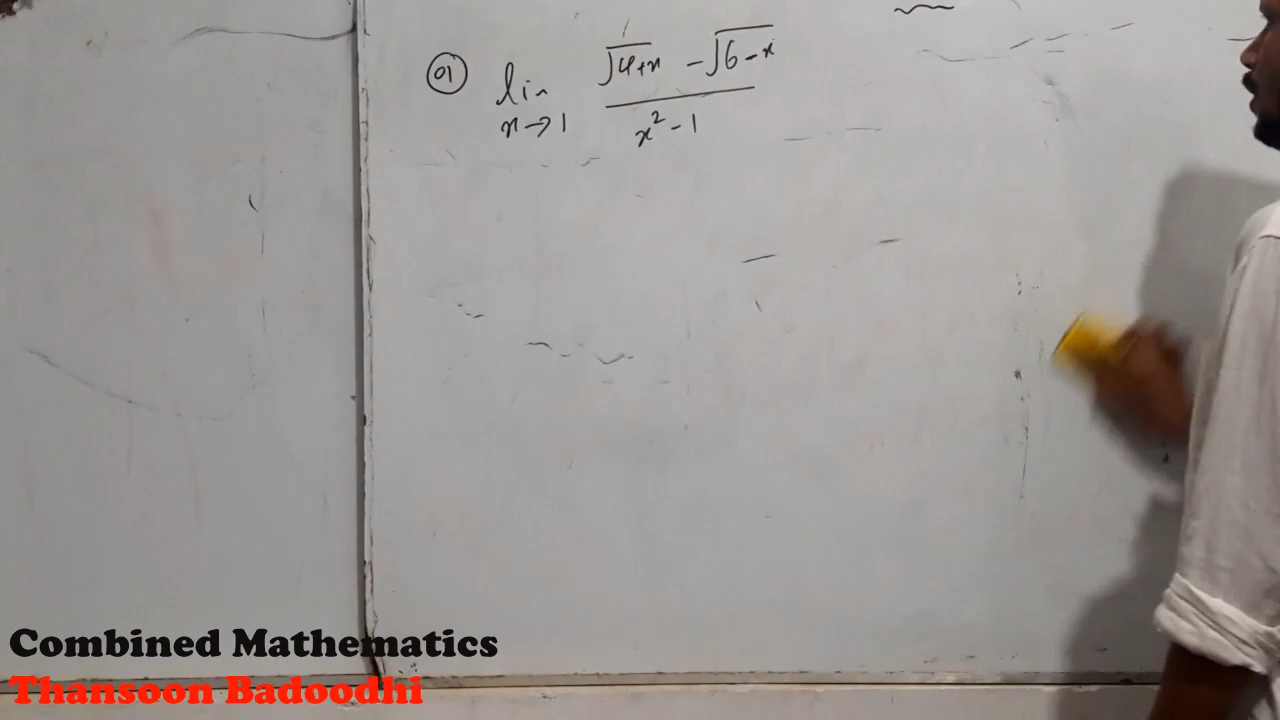 01 lim x→1 (√(4+x) - √(6-x)) / (x² - 1)
Combined Mathematics
Thansoon Badoodhi